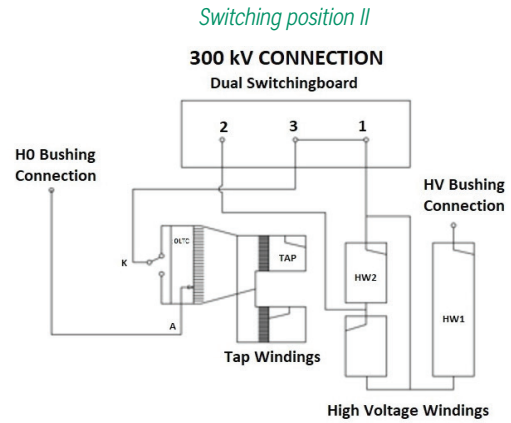 Switching position II
300 kV CONNECTION
Dual Switchingboard
2
3
1
H0 Bushing
Connection
HV Bushing
Connection
OLTC
K
TAP
HW2
HW1
A
Tap Windings
High Voltage Windings